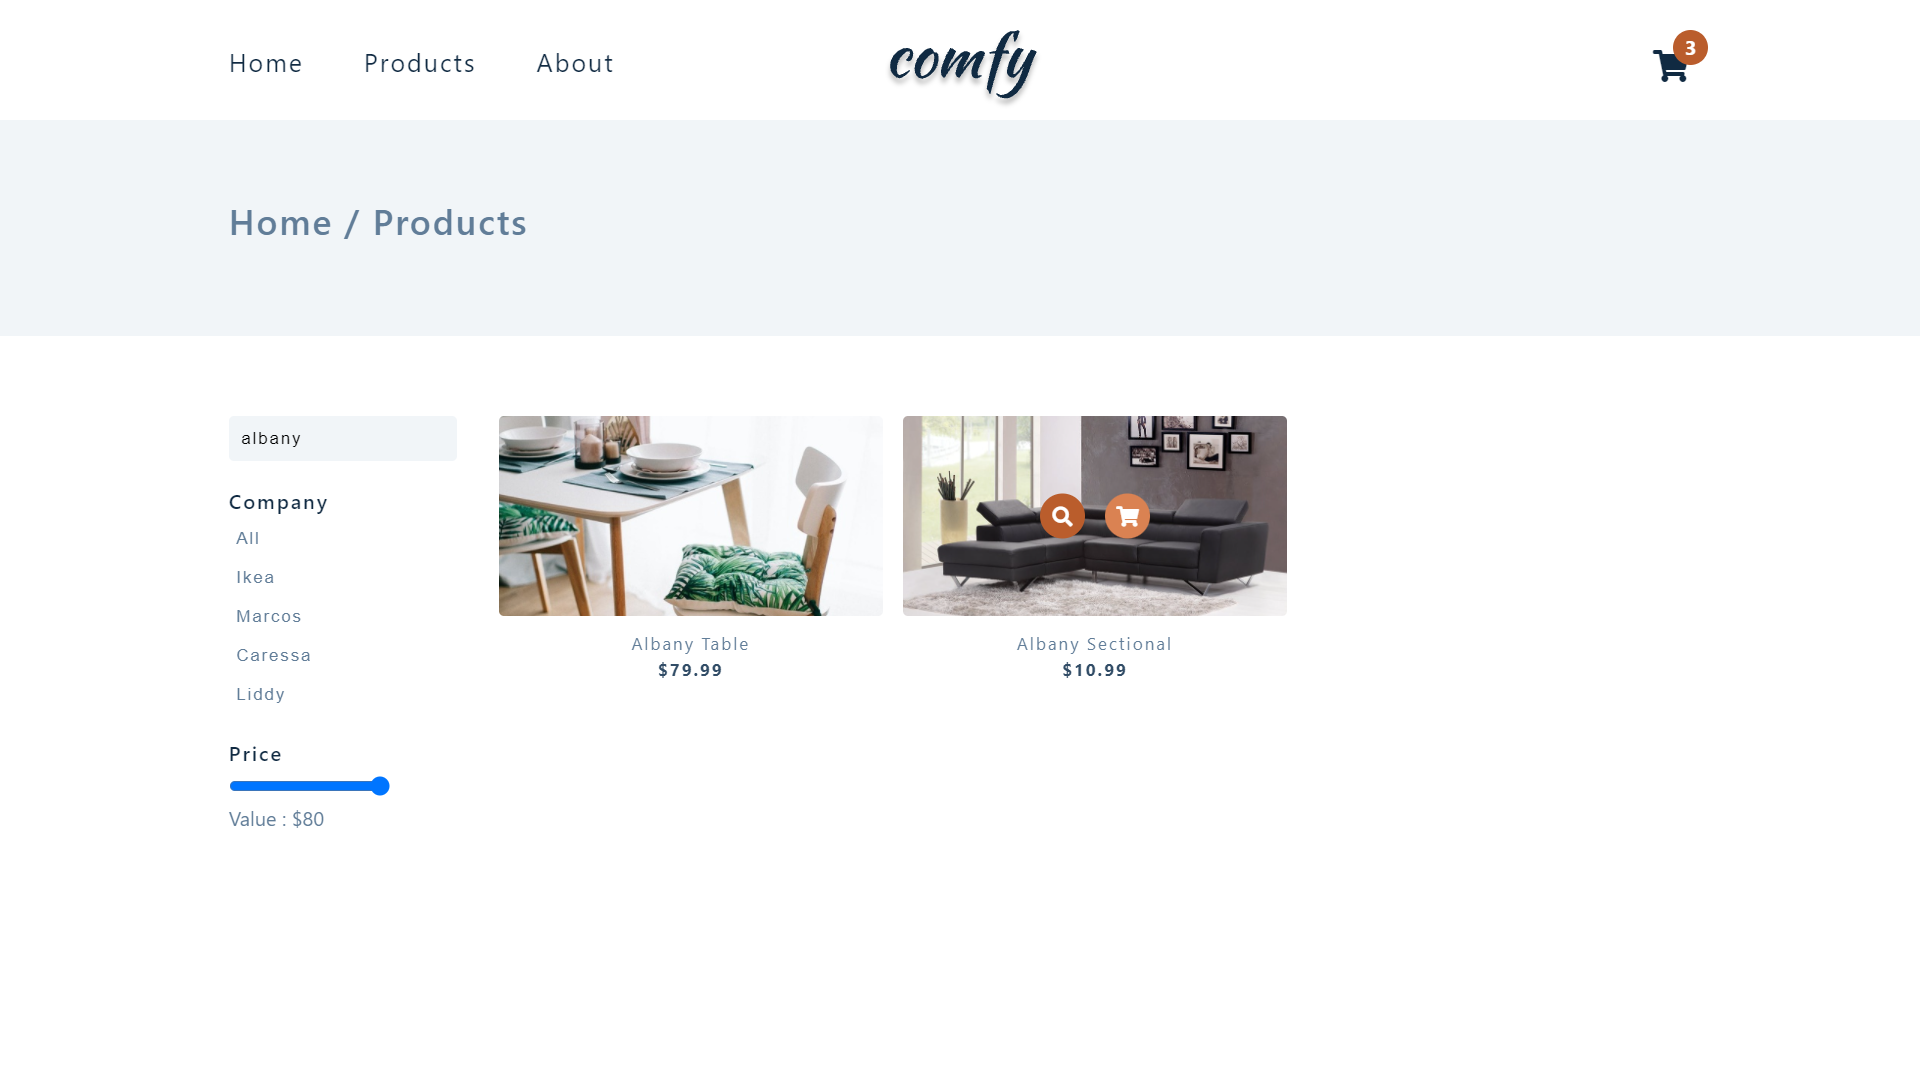 Home
Products
About
comfy
3
Home / Products
albany
Company
All
Ikea
Marcos
Caressa
Liddy
Price
Value : $80
Albany Table
$79.99
Albany Sectional
$10.99